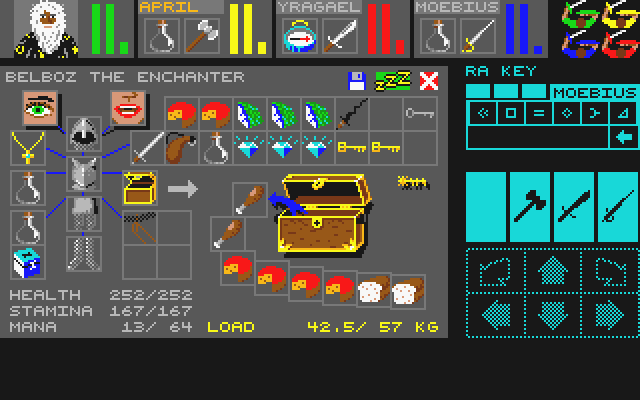 APRIL
YRAGAEL
MOEBIUS
BELBOZ THE ENCHANTER
zZZ
RA KEY
MOEBIUS
HEALTH 252/252
STAMINA 167/167
MANA 13/ 64
LOAD 42.5/ 57 KG